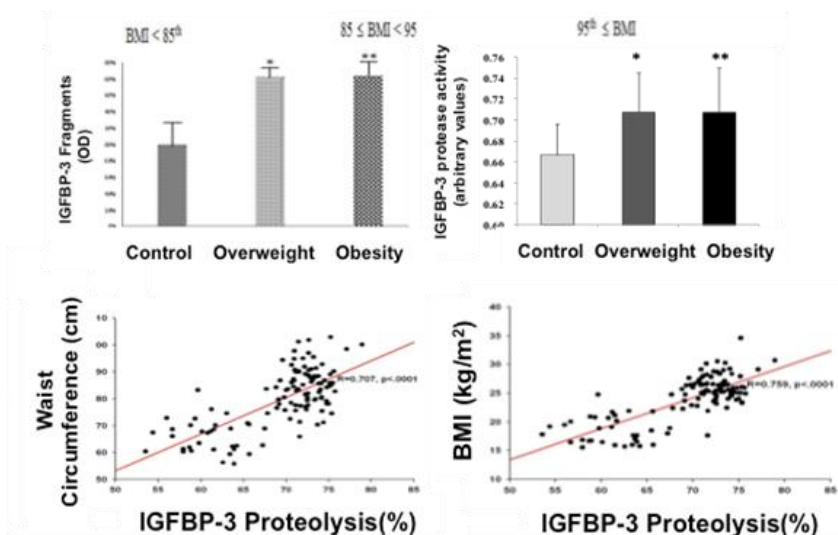 BMI < 85th
85 ≤ BMI < 95
95th ≤ BMI
IGFBP-3 Fragments
(OD)
*
**
Control Overweight Obesity
IGFBP-3 protease activity
(arbitrary values)
0.76
0.74
0.72
0.70
0.68
0.66
0.64
0.62
*
**
Control Overweight Obesity
Waist
Circumference (cm)
10
00
90
80
70
60
50
R=0.707, p<.0001
50 55 60 65 70 75 80 85
IGFBP-3 Proteolysis(%)
BMI (kg/m²)
40
35
30
25
20
15
10
R=0.759, p<.0001
50 55 60 65 70 75 80 85
IGFBP-3 Proteolysis(%)